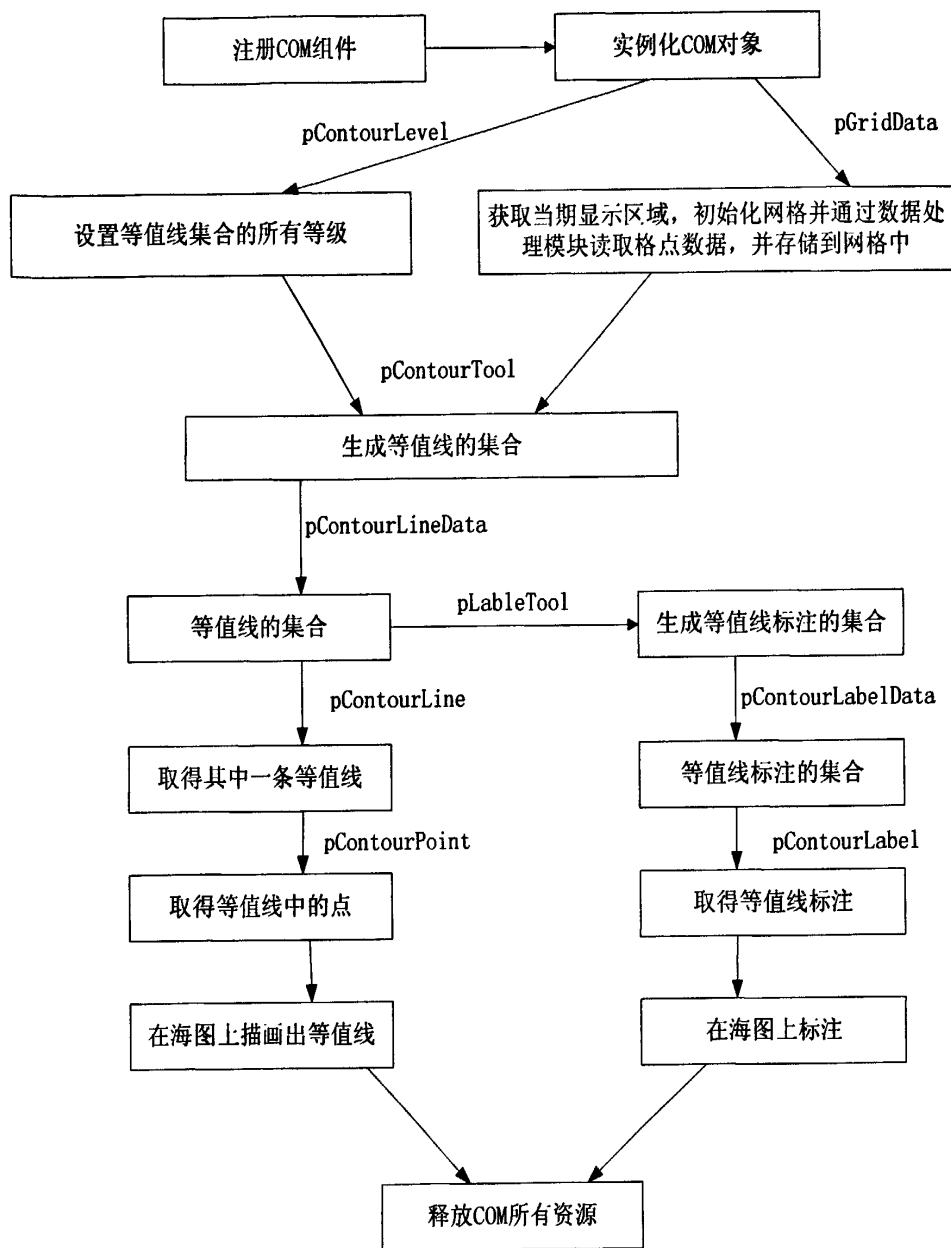 注册COM组件
实例化COM对象
pContourLevel
pGridData
设置等值线集合的所有等级
获取当期显示区域，初始化网格并通过数据处
理模块读取格点数据，并存储到网格中
pContourTool
生成等值线的集合
pContourLineData
等值线的集合
pLableTool
生成等值线标注的集合
pContourLine
pContourLabelData
取得其中一条等值线
等值线标注的集合
pContourPoint
pContourLabel
取得等值线中的点
取得等值线标注
在海图上描画出等值线
在海图上标注
释放COM所有资源